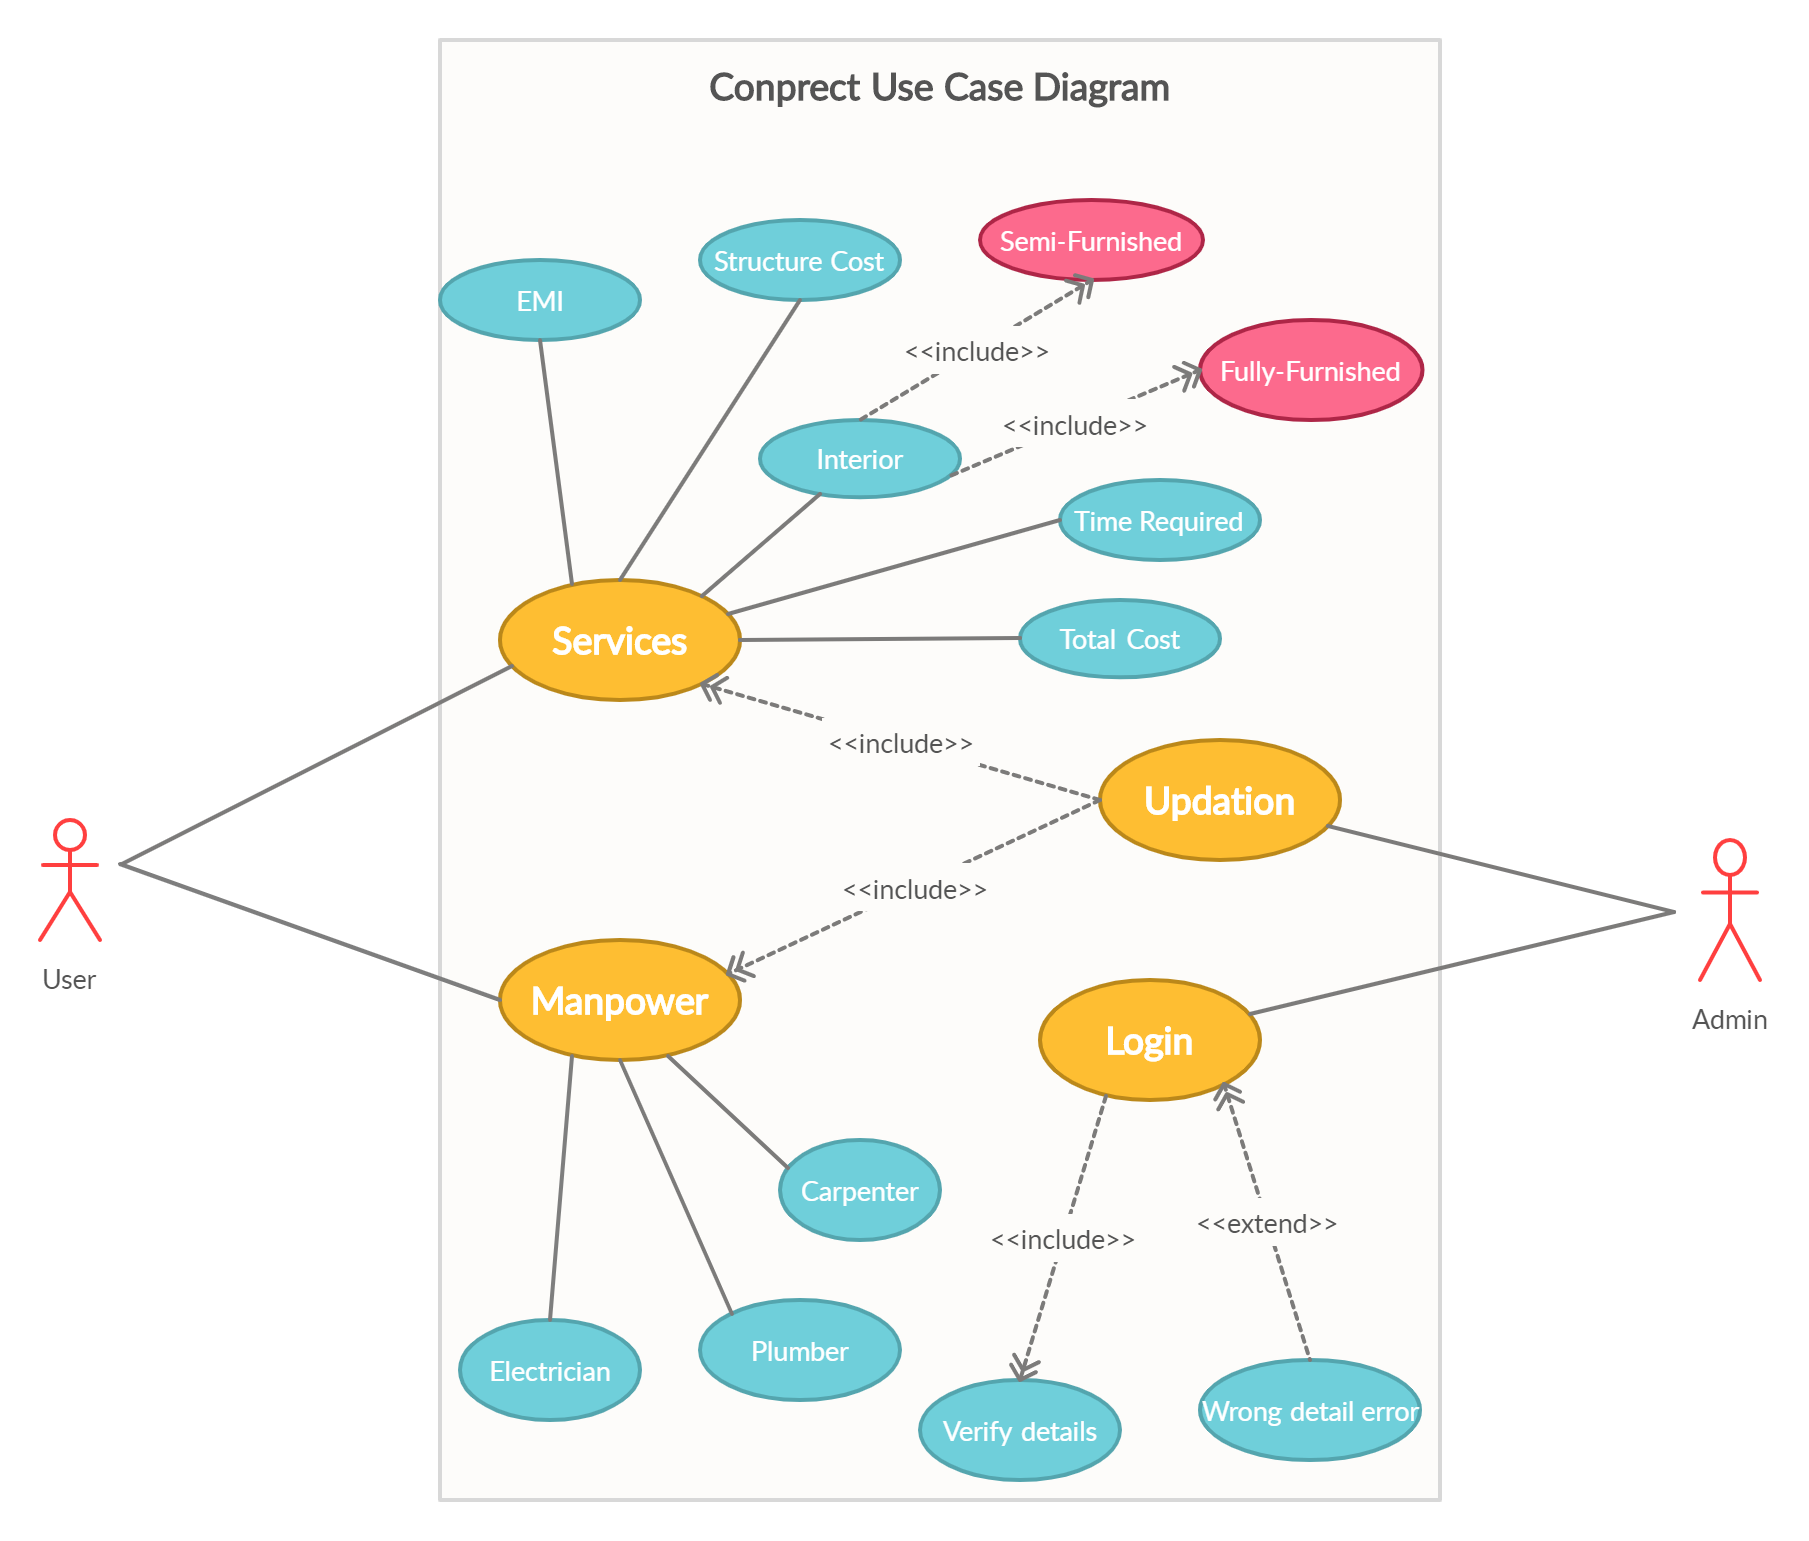 Conprect Use Case Diagram
Semi-Furnished
Structure Cost
EMI
<<include>>
Fully-Furnished
<<include>>
Interior
Time Required
Services
Total Cost
<<include>>
Updation
<<include>>
User
Manpower
Admin
Login
Carpenter
<<extend>>
<<include>>
Plumber
Electrician
Wrong detail error
Verify details